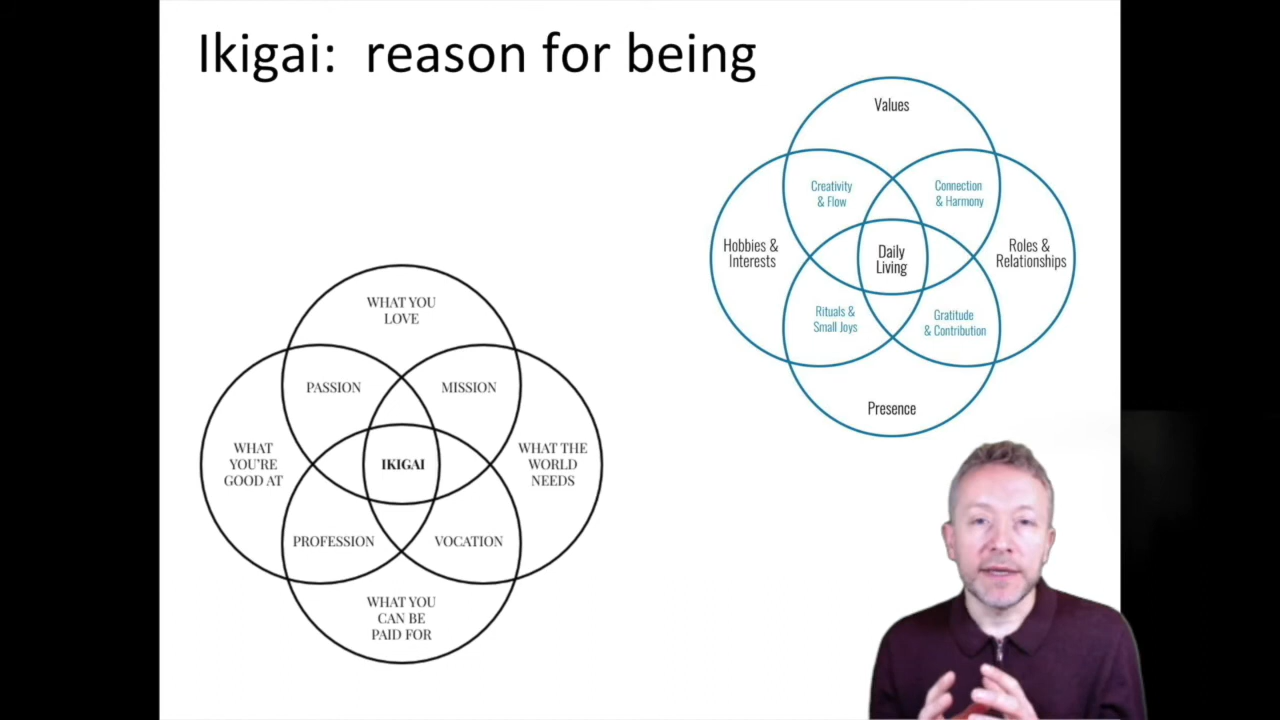 Ikigai: reason for being
Values
Creativity
& Flow
Connection
& Harmony
Hobbies &
Interests
Daily
Living
Roles &
Relationships
Rituals &
Small Joys
Gratitude
& Contribution
Presence
WHAT YOU
LOVE
PASSION
MISSION
WHAT
YOU'RE
GOOD AT
IKIGAI
WHAT THE
WORLD
NEEDS
PROFESSION
VOCATION
WHAT YOU
CAN BE
PAID FOR